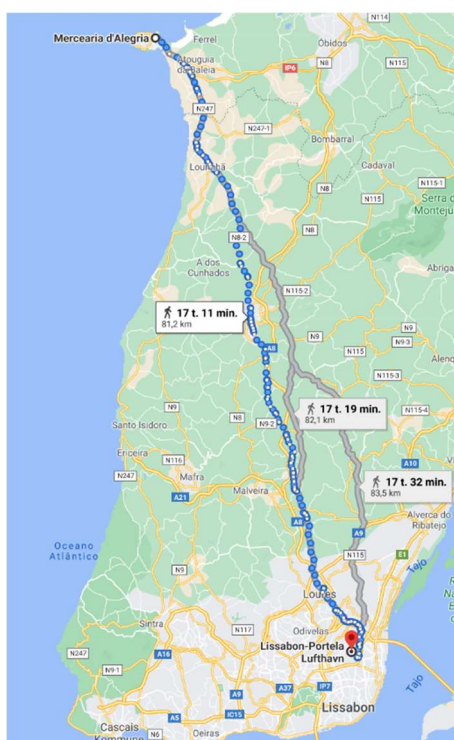 N114
Mercearia d'Alegria
Ferrel
Óbidos
Atouguia
da Baleia
IP6
N8
N115
N247
N247-1
Bombarral
Cadaval
Lourinhã
N8
N115-1
Serra
Montej
N8-2
N8
N115
A dos
Cunhados
N115-2
Abriga
17 t. 11 min.
81,2 km
N9
N9-3
A8
N115
Alenq
N115-3
N9
N8
17 t. 19 min.
82,1 km
N115-4
Santo Isidoro
N9-2
Ericeira
N116
A10
17 t. 32 min.
83,5 km
N247
Mafra
Malveira
A21
A8
Alverca do
Ribatejo
A9
Oceano
Atlântico
N115
E1
N9
Tejo
Loures
Sintra
N117
Odivelas
Lissabon-Portela
Lufthavn
N247
A16
N9-1
A37
IP7
A9
Tejo
Lissabon
A5
IC15
Cascais
Kommune
N6
Oeiras